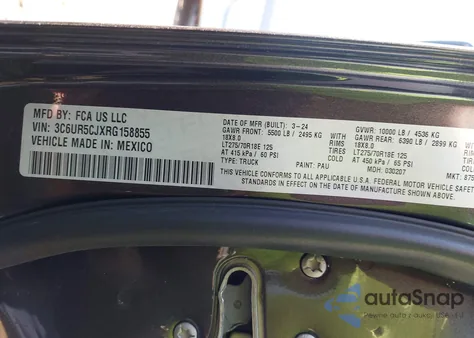 MFD BY: FCA US LLC
VIN: 3C6UR5CJXRG158855
VEHICLE MADE IN: MEXICO
DATE OF MFR (BUILT): 3-24
GAWR FRONT: 5500 LB / 2495 KG
18X8.0 RIMS
LT275/70R18E 125 TIRES
AT 415 kPa / 60 PSI COLD
TYPE: TRUCK PAINT: PAU
GVWR: 10000 LB / 4536 KG
GAWR REAR: 6390 LB / 2899 KG
18X8.0
LT275/70R18E 125
AT 450 kPa / 65 PSI
MDH: 030207 MKT: 875
THIS VEHICLE CONFORMS TO ALL APPLICABLE U.S.A. FEDERAL MOTOR VEHICLE SAFETY
STANDARDS IN EFFECT ON THE DATE OF MANUFACTURE SHOWN ABOVE.
autoSnap